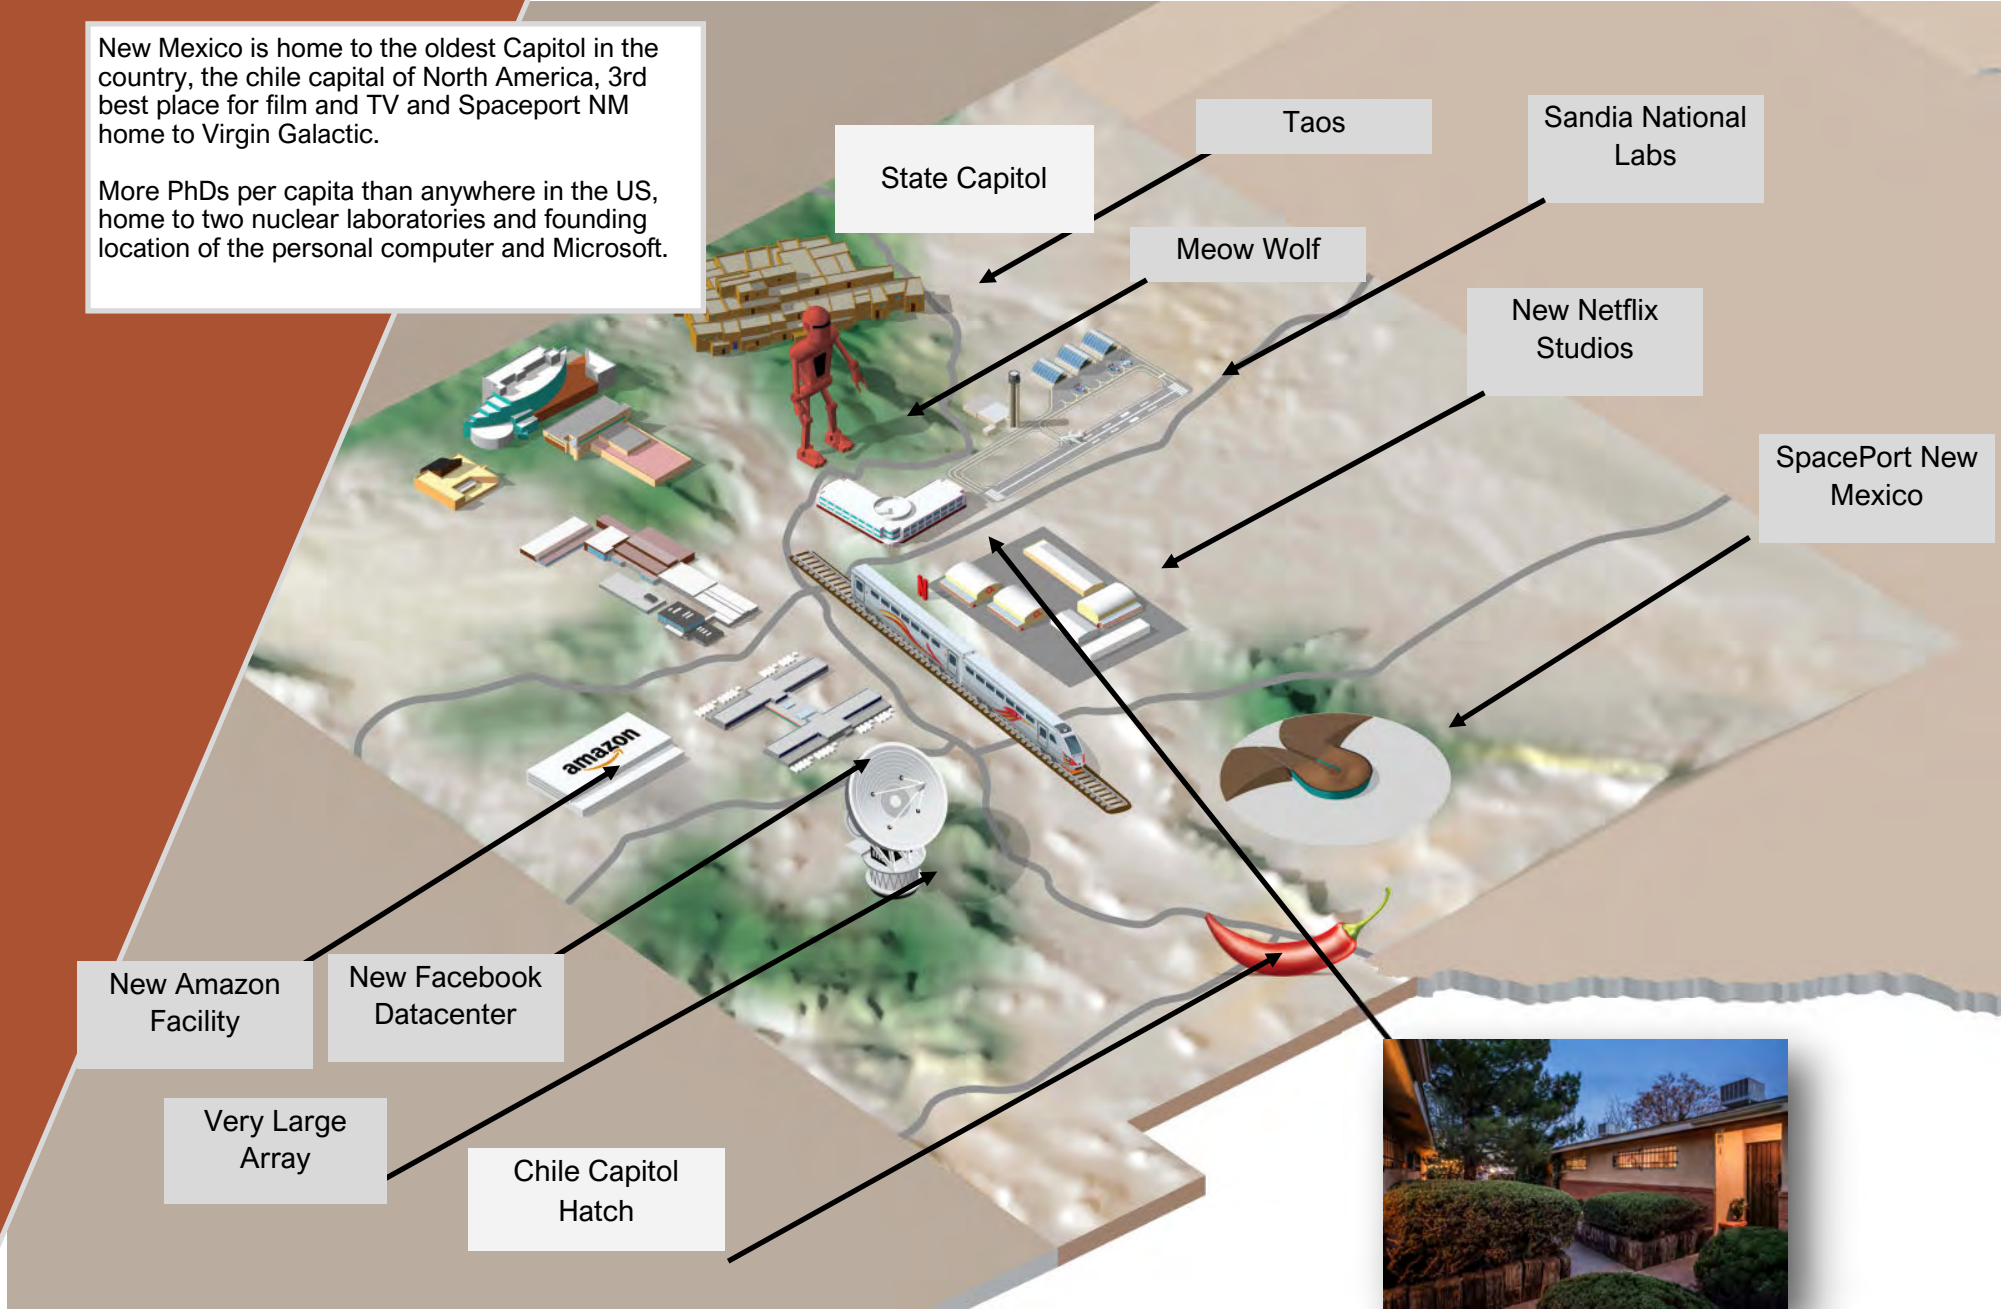 New Mexico is home to the oldest Capitol in the
country, the chile capital of North America, 3rd
best place for film and TV and Spaceport NM
home to Virgin Galactic.
More PhDs per capita than anywhere in the US,
home to two nuclear laboratories and founding
location of the personal computer and Microsoft.
State Capitol
Taos
Sandia National
Labs
Meow Wolf
New Netflix
Studios
SpacePort New
Mexico
N
amazon
New Amazon
Facility
New Facebook
Datacenter
Very Large
Array
Chile Capitol
Hatch